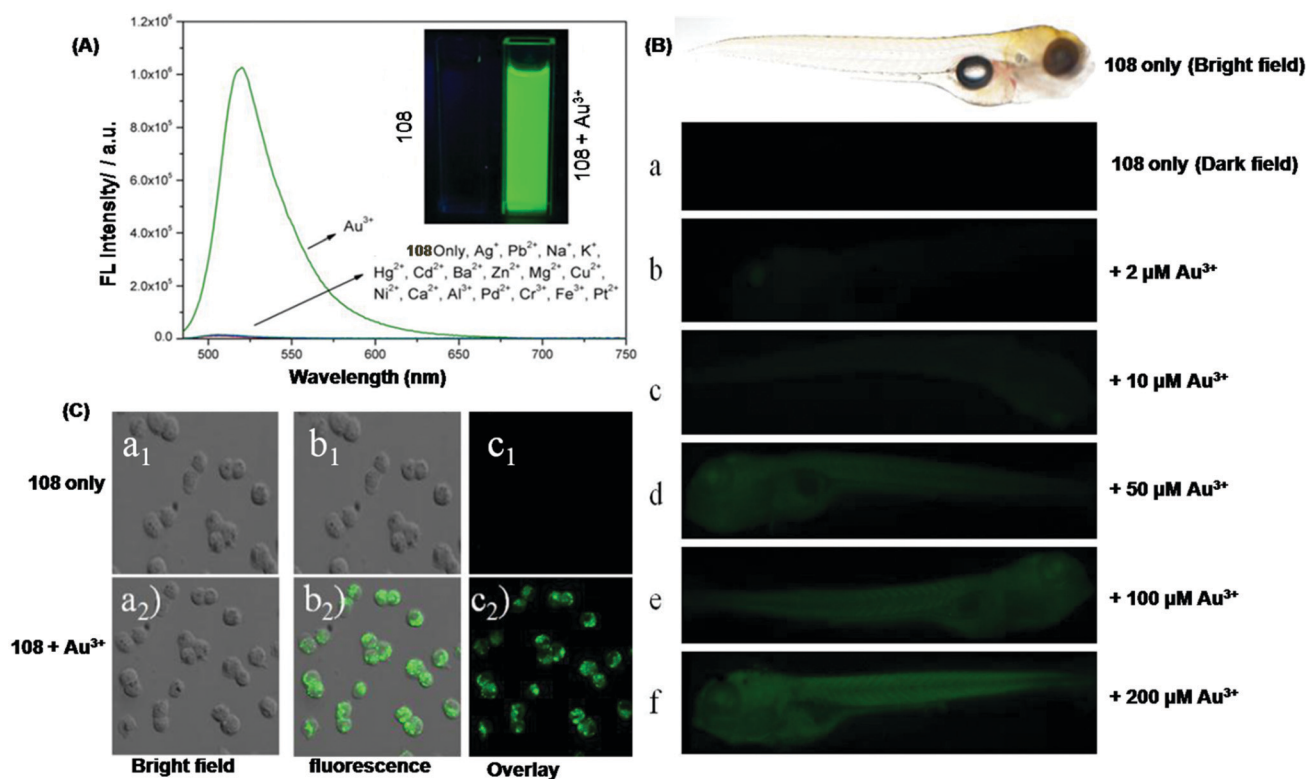 (A)
1.2x10⁶
1.0x10⁶
8.0x10⁵
6.0x10⁵
4.0x10⁵
2.0x10⁵
0.0
FL Intensity/ / a.u.
500 550 600 650 700 750
Wavelength (nm)
108
108 + Au³⁺
Au³⁺
108Only, Ag⁺, Pb²⁺, Na⁺, K⁺,
Hg²⁺, Cd²⁺, Ba²⁺, Zn²⁺, Mg²⁺, Cu²⁺,
Ni²⁺, Ca²⁺, Al³⁺, Pd²⁺, Cr³⁺, Fe³⁺, Pt²⁺
(B)
108 only (Bright field)
a
108 only (Dark field)
b
+ 2 µM Au³⁺
c
+ 10 µM Au³⁺
d
+ 50 µM Au³⁺
e
+ 100 µM Au³⁺
f
+ 200 µM Au³⁺
(C)
108 only
a₁
b₁
c₁
108 + Au³⁺
a₂)
b₂)
c₂)
Bright field
fluorescence
Overlay